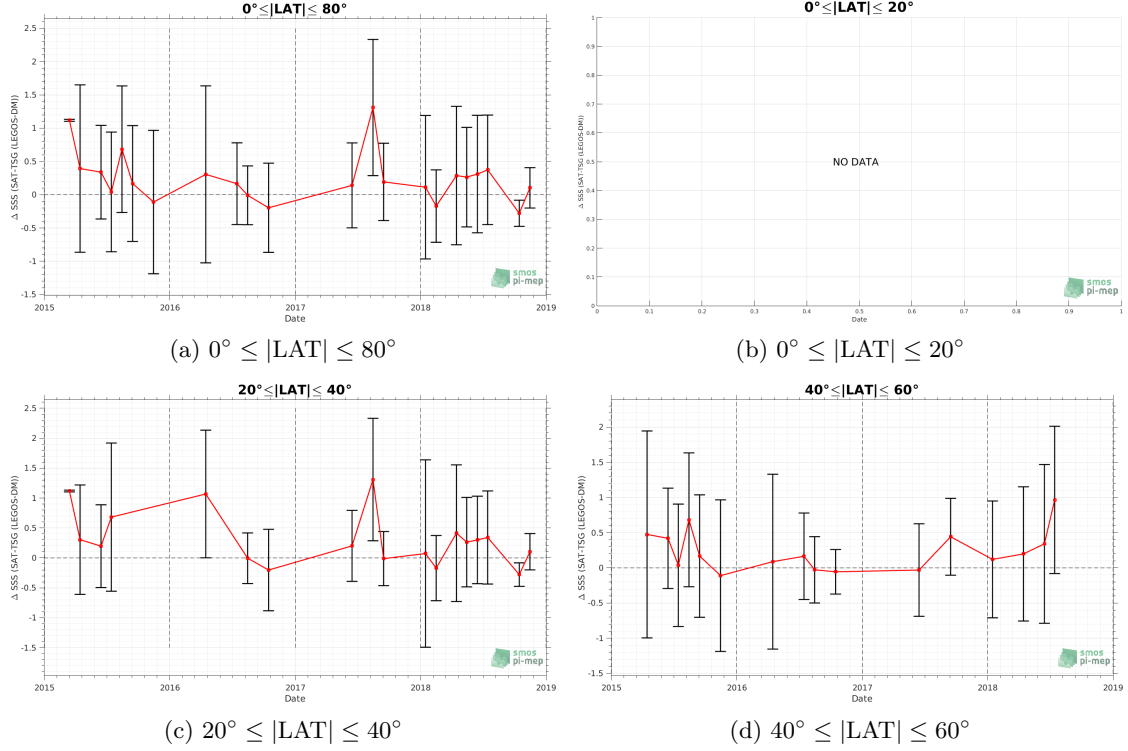 0°≤|LAT|≤ 80°
Δ SSS (SAT-TSG (LEGOS-DM))
2.5
2
1.5
1
0.5
0
-0.5
-1
-1.5
2015 2016 2017 2018 2019
Date
smos
pi-mep
(a) 0° ≤ |LAT| ≤ 80°
0°≤|LAT|≤ 20°
Δ SSS (SAT-TSG (LEGOS-DM))
1
0.9
0.8
0.7
0.6
0.5
0.4
0.3
0.2
0.1
0
NO DATA
0 0.1 0.2 0.3 0.4 0.5 0.6 0.7 0.8 0.9 1
Date
smos
pi-mep
(b) 0° ≤ |LAT| ≤ 20°
20°≤|LAT|≤ 40°
Δ SSS (SAT-TSG (LEGOS-DM))
2.5
2
1.5
1
0.5
0
-0.5
-1
-1.5
2015 2016 2017 2018 2019
Date
smos
pi-mep
(c) 20° ≤ |LAT| ≤ 40°
40°≤|LAT|≤ 60°
Δ SSS (SAT-TSG (LEGOS-DM))
2
1.5
1
0.5
0
-0.5
-1
-1.5
2015 2016 2017 2018 2019
Date
smos
pi-mep
(d) 40° ≤ |LAT| ≤ 60°